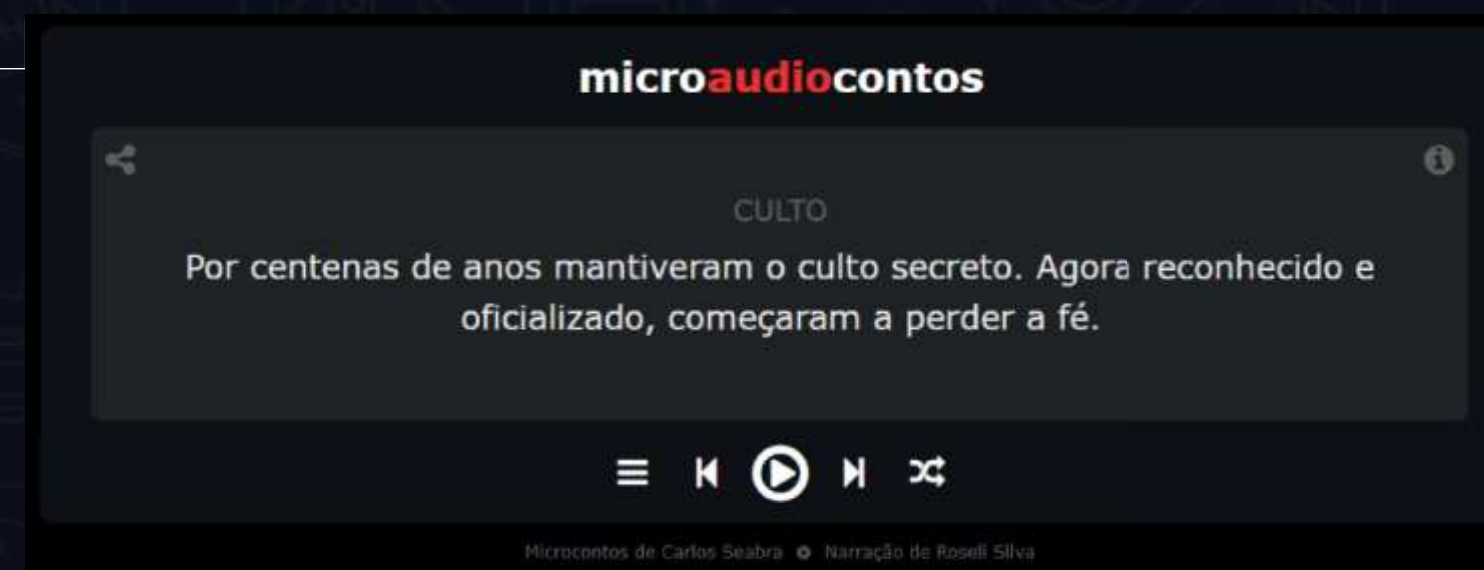 microaudiocontos
CULTO
Por centenas de anos mantiveram o culto secreto. Agora reconhecido e
oficializado, começaram a perder a fé.
Microcontos de Carlos Seabra Narração de Roseli Silva